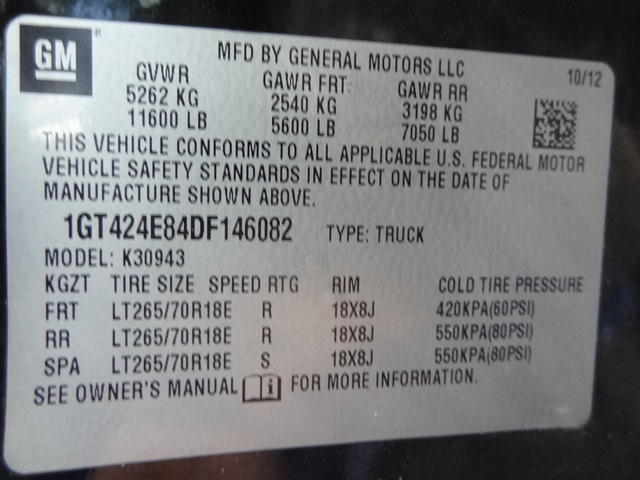 GM
MFD BY GENERAL MOTORS LLC 10/12
GVWR GAWR FRT GAWR RR
5262 KG 2540 KG 3198 KG
11600 LB 5600 LB 7050 LB
THIS VEHICLE CONFORMS TO ALL APPLICABLE U.S. FEDERAL MOTOR
VEHICLE SAFETY STANDARDS IN EFFECT ON THE DATE OF
MANUFACTURE SHOWN ABOVE.
1GT424E84DF146082 TYPE: TRUCK
MODEL: K30943
KGZT TIRE SIZE SPEED RTG RIM COLD TIRE PRESSURE
FRT LT265/70R18E R 18X8J 420KPA(60PSI)
RR LT265/70R18E R 18X8J 550KPA(80PSI)
SPA LT265/70R18E S 18X8J 550KPA(80PSI)
SEE OWNER'S MANUAL FOR MORE INFORMATION.